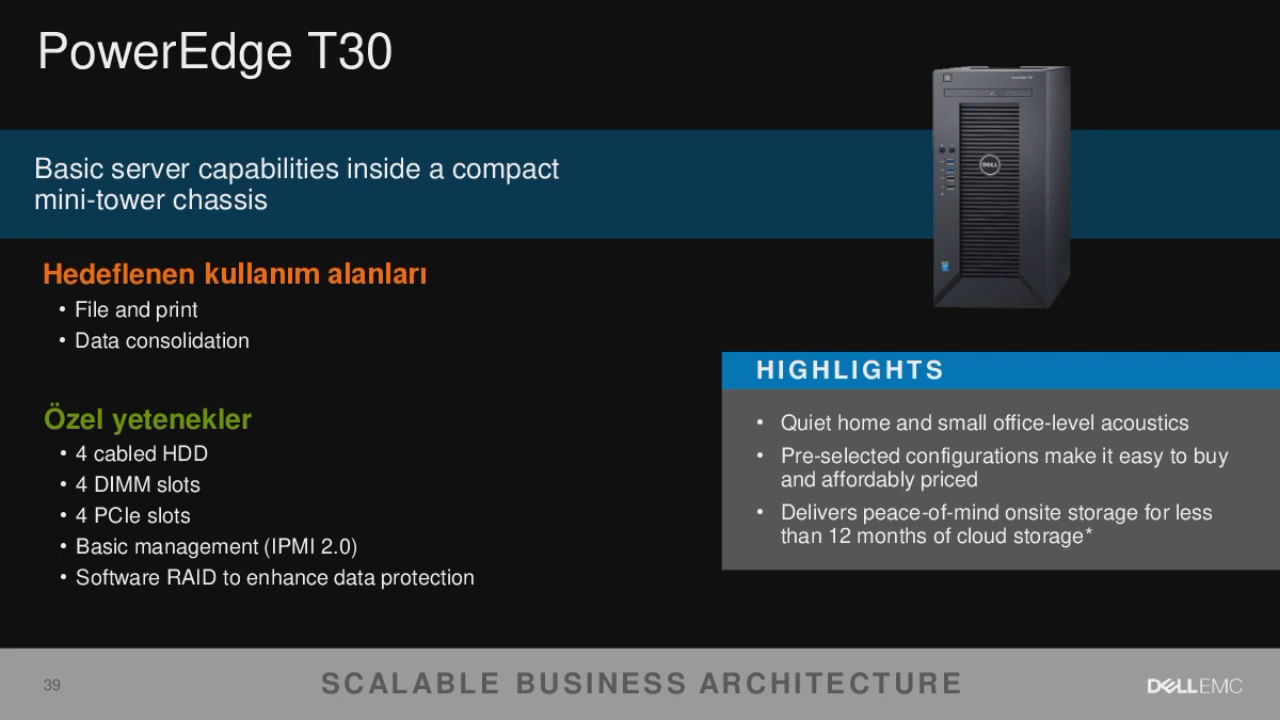 PowerEdge T30
Basic server capabilities inside a compact
mini-tower chassis
Hedeflenen kullanım alanları
• File and print
• Data consolidation
Özel yetenekler
• 4 cabled HDD
• 4 DIMM slots
• 4 PCIe slots
• Basic management (IPMI 2.0)
• Software RAID to enhance data protection
DELL
HIGHLIGHTS
• Quiet home and small office-level acoustics
• Pre-selected configurations make it easy to buy
and affordably priced
• Delivers peace-of-mind onsite storage for less
than 12 months of cloud storage*
39
SCALABLE BUSINESS ARCHITECTURE
DELLEMC